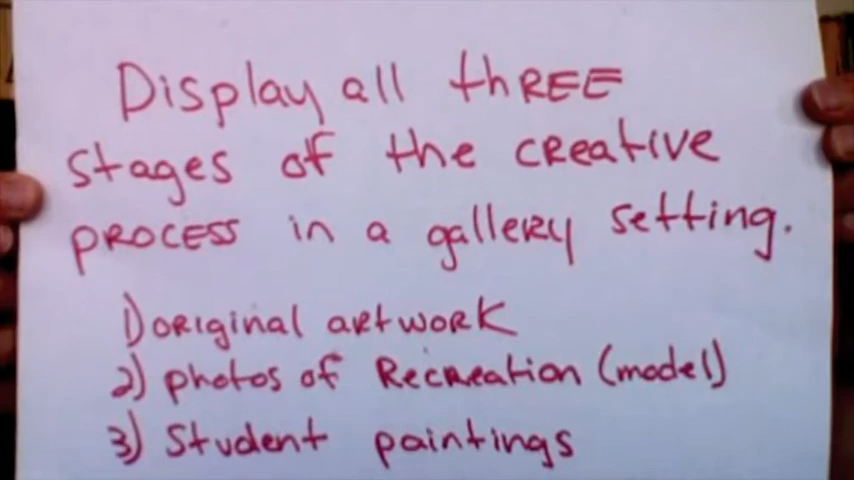 Display all thREE
stages of the creative
process in a gallery setting.
1) original artwork
2) photos of Recreation (model)
3) Student paintings